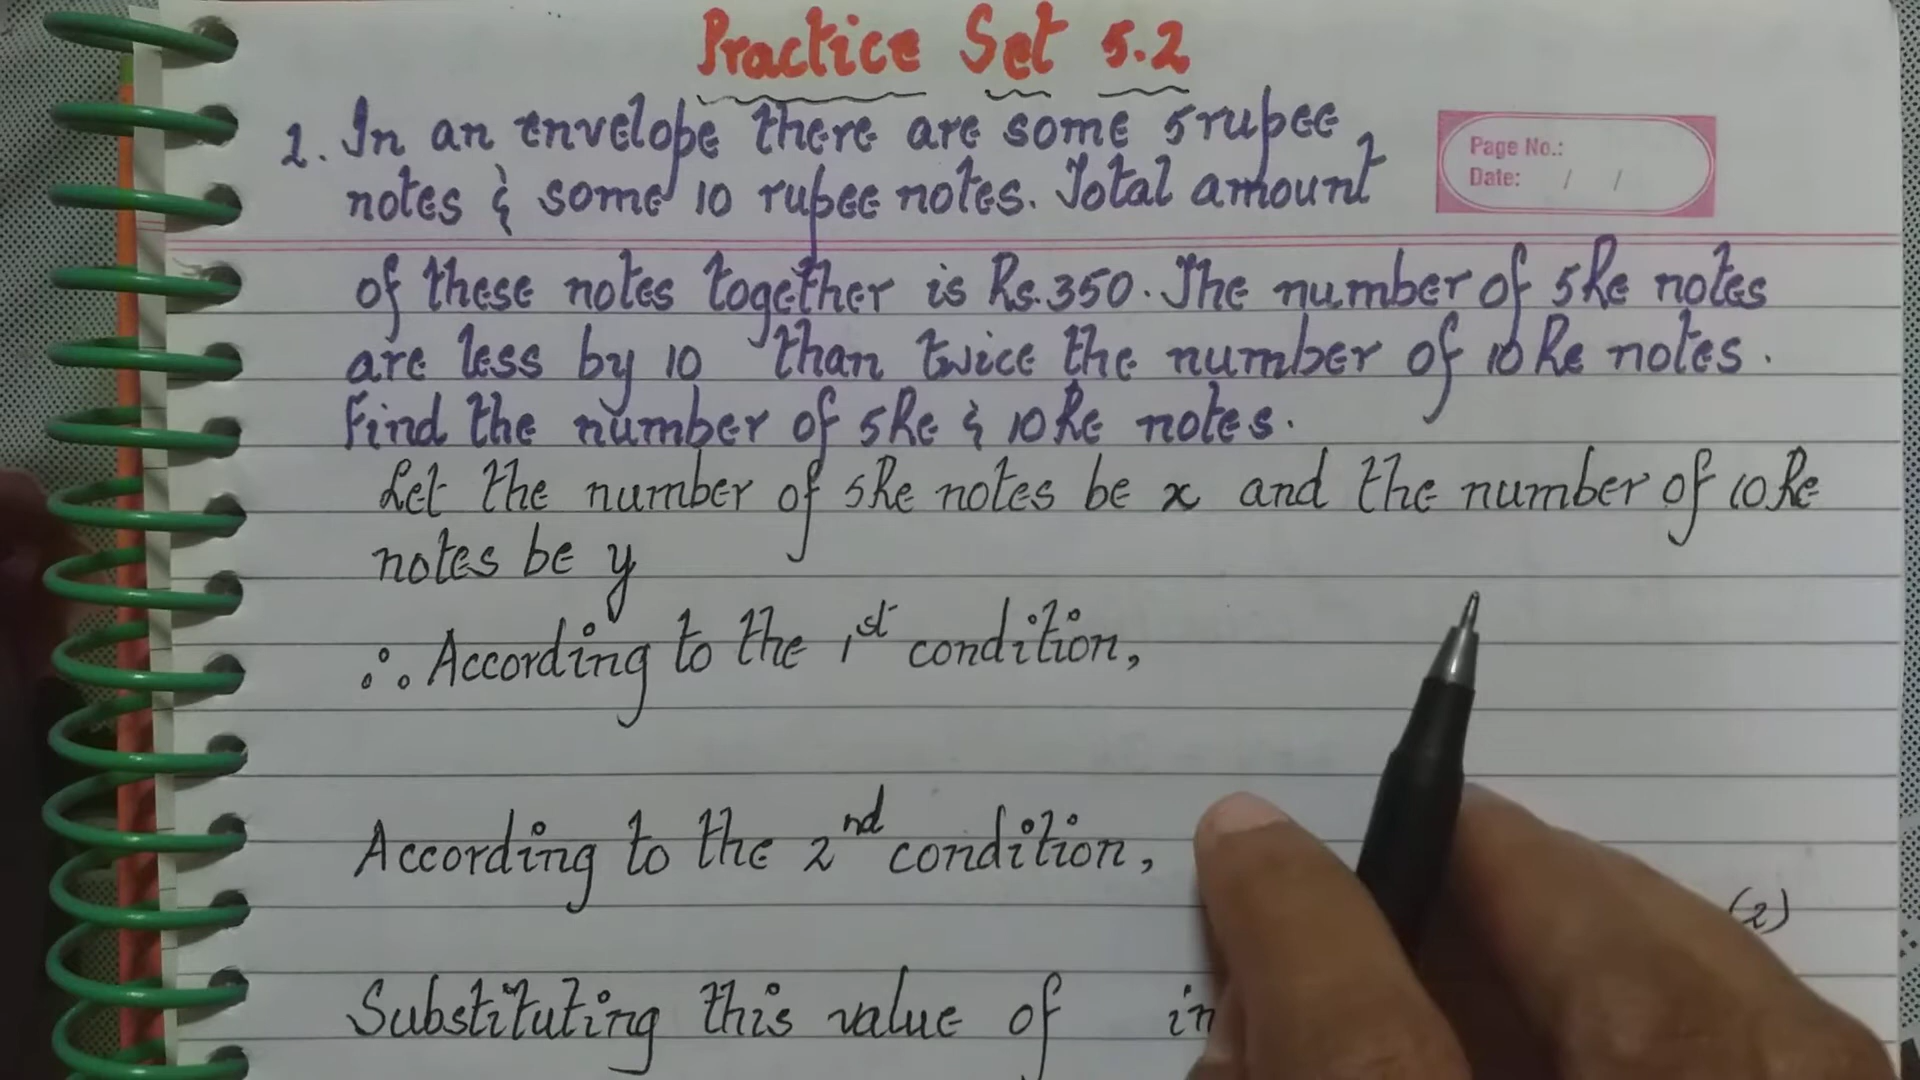 Practice Set 5.2
2. In an envelope there are some 5 rupee
notes & some 10 rupee notes. Total amount
Page No.:
Date: / /
of these notes together is Rs.350. The number of 5Re notes
are less by 10 than twice the number of 10Re notes.
Find the number of 5Re & 10Re notes.
Let the number of 5Re notes be x and the number of 10Re
notes be y
∴ According to the 1st condition,
According to the 2nd condition,
(2)
Substituting this value of in